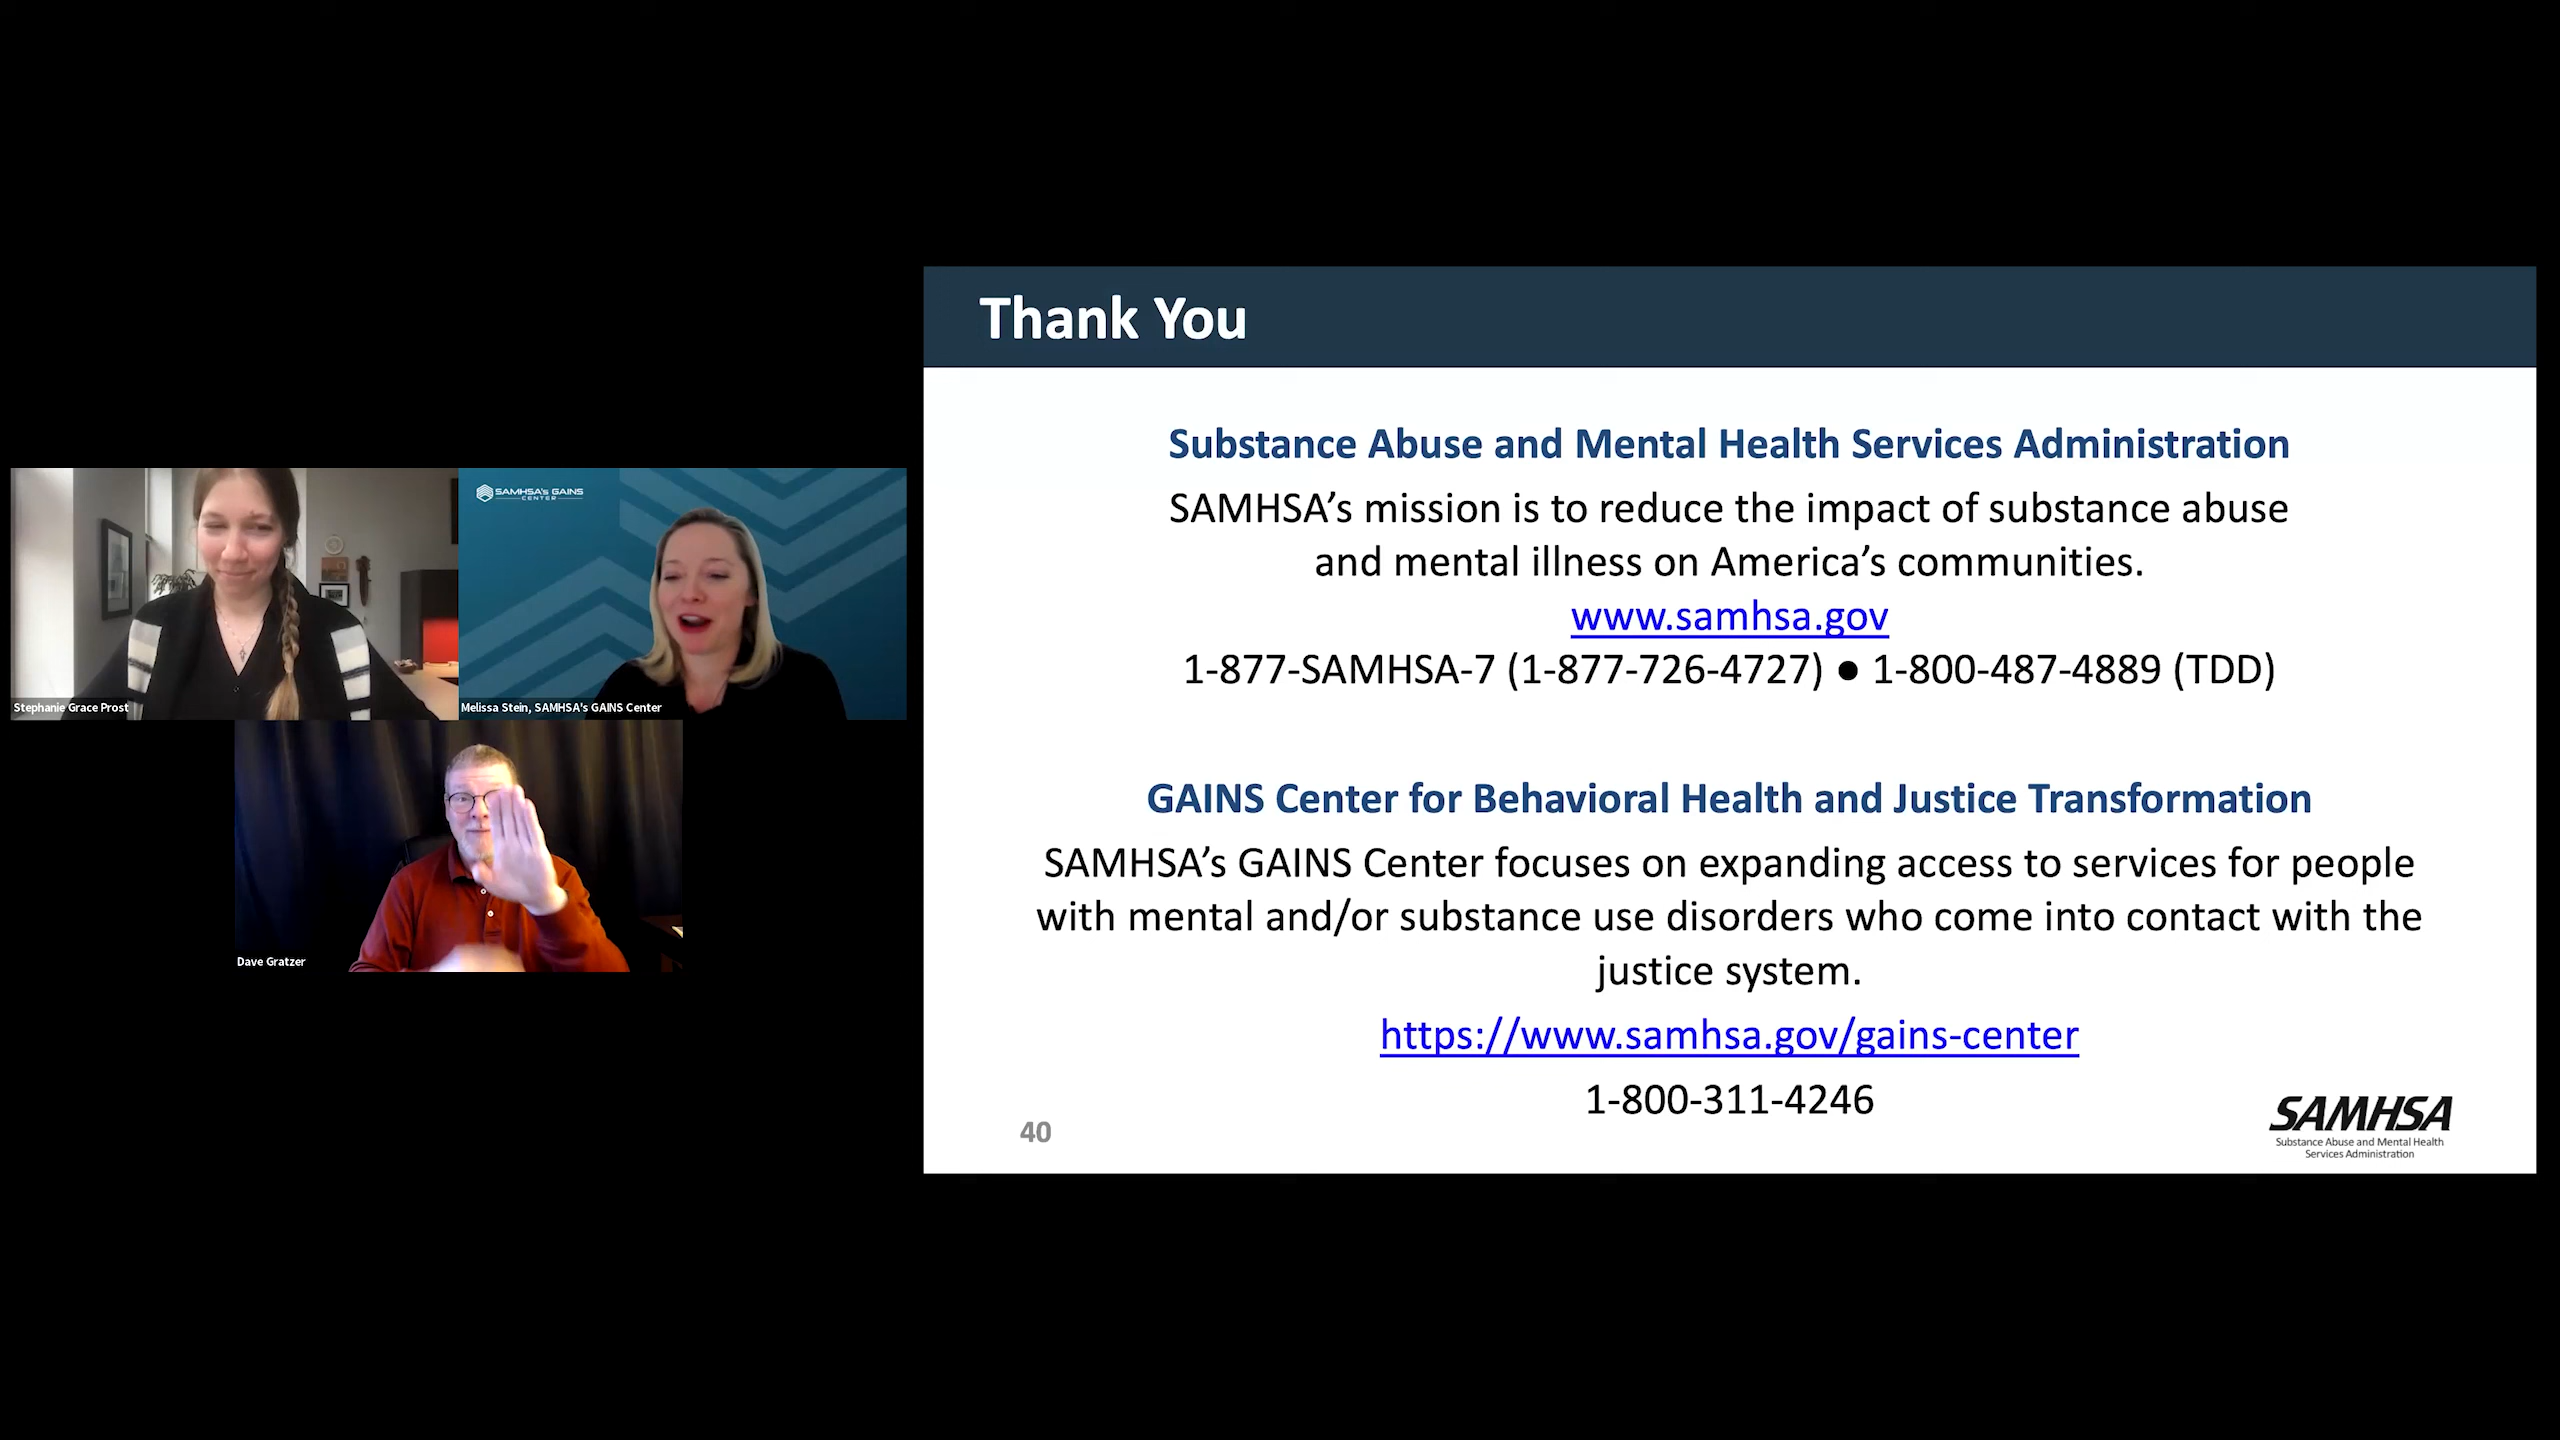 Thank You
Substance Abuse and Mental Health Services Administration
SAMHSA’s mission is to reduce the impact of substance abuse
and mental illness on America’s communities.
www.samhsa.gov
1-877-SAMHSA-7 (1-877-726-4727) ● 1-800-487-4889 (TDD)
GAINS Center for Behavioral Health and Justice Transformation
SAMHSA’s GAINS Center focuses on expanding access to services for people
with mental and/or substance use disorders who come into contact with the
justice system.
https://www.samhsa.gov/gains-center
1-800-311-4246
40
SAMHSA
Substance Abuse and Mental Health
Services Administration
SAMHSA's GAINS
CENTER
Stephanie Grace Prost
Melissa Stein, SAMHSA's GAINS Center
Dave Gratzer